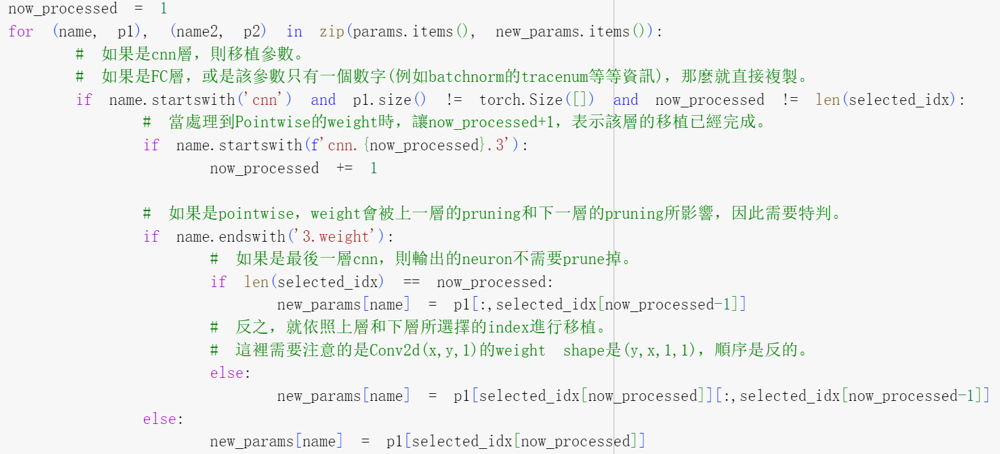 now_processed = 1
for (name, p1), (name2, p2) in zip(params.items(), new_params.items()):
# 如果是cnn層，則移植參數。
# 如果是FC層，或是該參數只有一個數字(例如batchnorm的tracenum等等資訊)，那麼就直接複製。
if name.startswith('cnn') and p1.size() != torch.Size([]) and now_processed != len(selected_idx):
# 當處理到Pointwise的weight時，讓now_processed+1，表示該層的移植已經完成。
if name.startswith(f'cnn.{now_processed}.3'):
now_processed += 1
# 如果是pointwise，weight會被上一層的pruning和下一層的pruning所影響，因此需要特判。
if name.endswith('3.weight'):
# 如果是最後一層cnn，則輸出的neuron不需要prune掉。
if len(selected_idx) == now_processed:
new_params[name] = p1[:,selected_idx[now_processed-1]]
# 反之，就依照上層和下層所選擇的index進行移植。
# 這裡需要注意的是Conv2d(x,y,1)的weight shape是(y,x,1,1)，順序是反的。
else:
new_params[name] = p1[selected_idx[now_processed]][:,selected_idx[now_processed-1]]
else:
new_params[name] = p1[selected_idx[now_processed]]